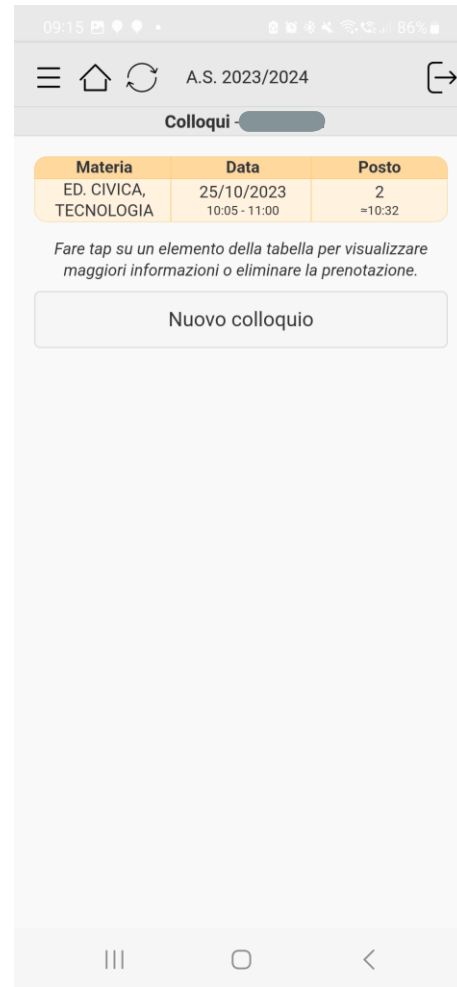 09:15 86%
A.S. 2023/2024
Colloqui -
Materia Data Posto
ED. CIVICA, 25/10/2023 2
TECNOLOGIA 10:05 - 11:00 ≈10:32
Fare tap su un elemento della tabella per visualizzare
maggiori informazioni o eliminare la prenotazione.
Nuovo colloquio